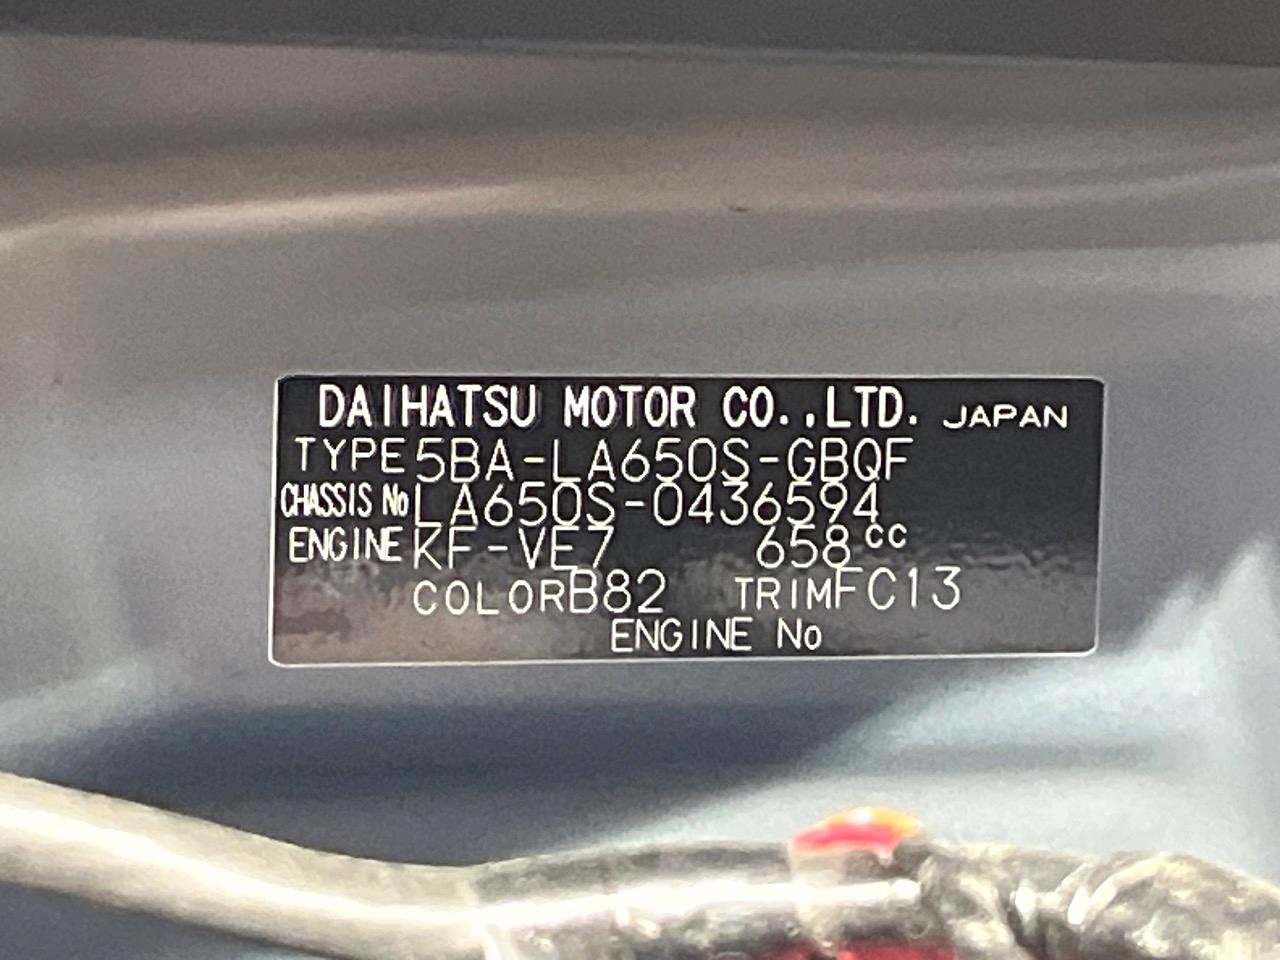 DAIHATSU MOTOR CO.,LTD. JAPAN
TYPE 5BA-LA650S-GBQF
CHASSIS No LA650S-0436594
ENGINE KF-VE7 658cc
COLOR B82 TRIM FC13
ENGINE No